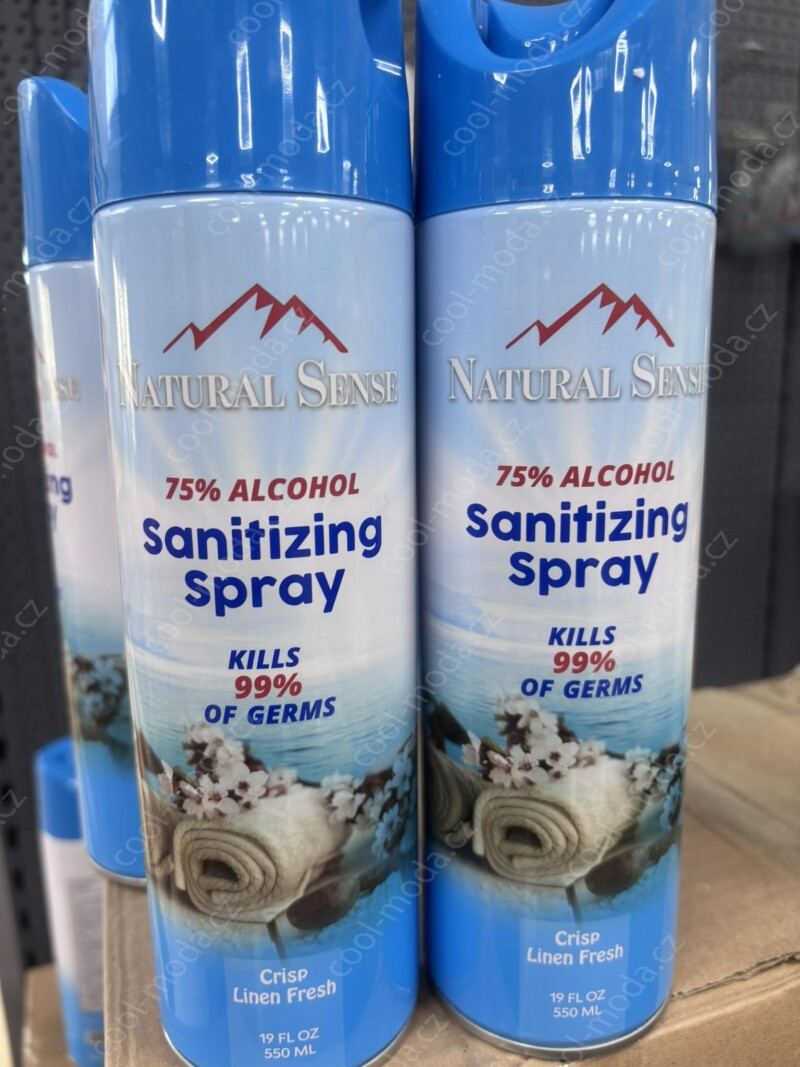 NATURAL SENSE
75% ALCOHOL
Sanitizing
Spray
KILLS
99%
OF GERMS
Crisp
Linen Fresh
19 FL OZ
550 ML
NATURAL SENSE
75% ALCOHOL
Sanitizing
Spray
KILLS
99%
OF GERMS
Crisp
Linen Fresh
19 FL OZ
550 ML
cool-moda.cz